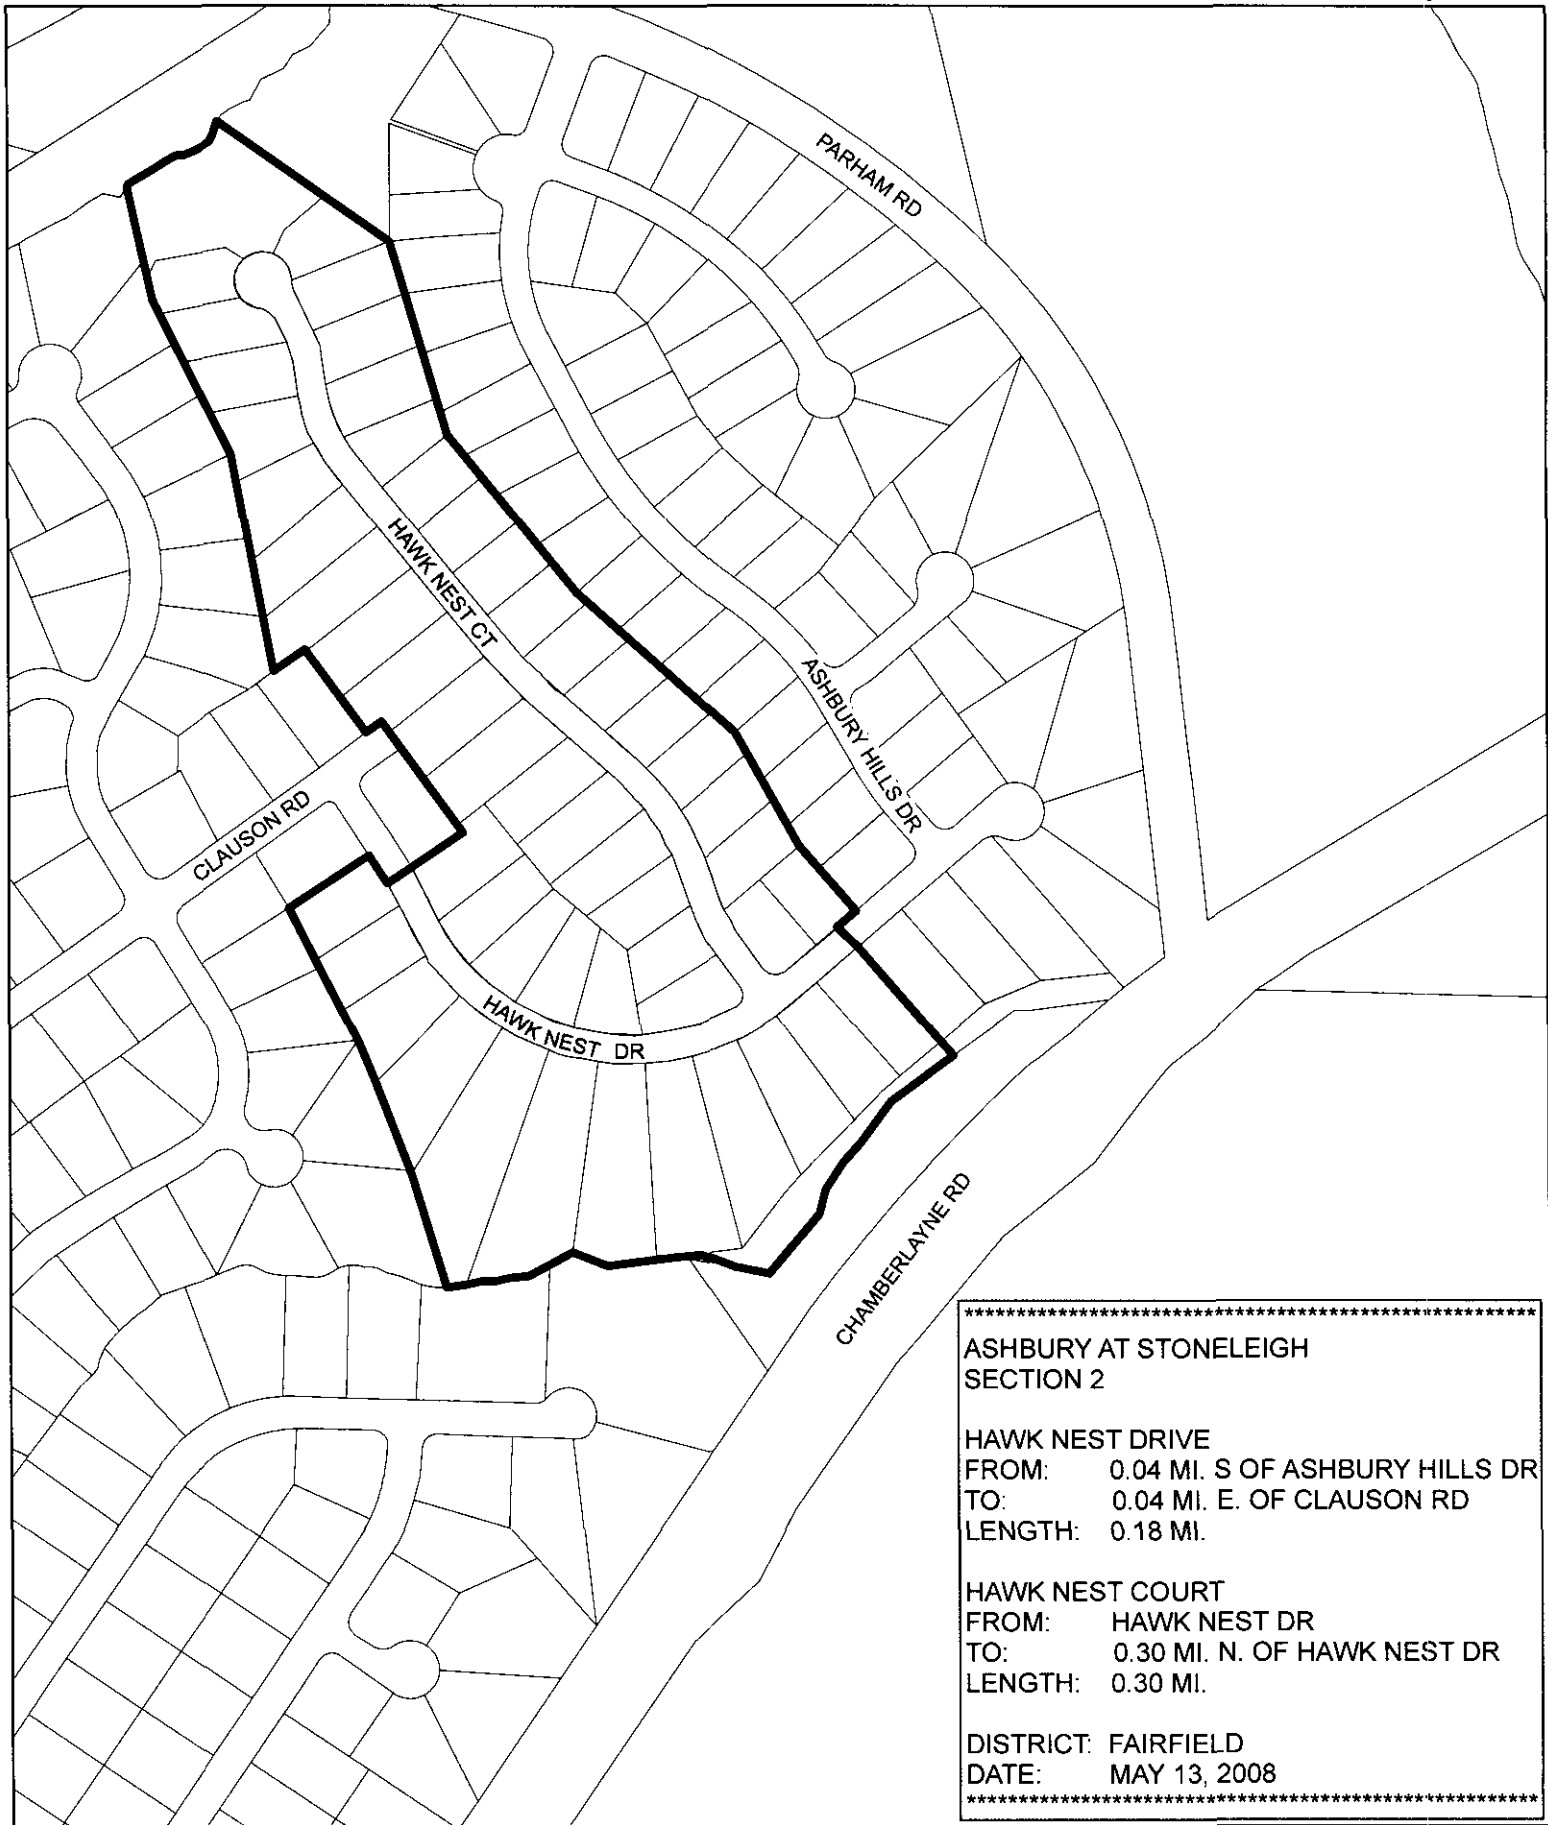 PARHAM RD
HAWK NEST CT
ASHBURY HILLS DR
CLAUSON RD
HAWK NEST DR
CHAMBERLAYNE RD
*******************************************************
ASHBURY AT STONELEIGH
SECTION 2
HAWK NEST DRIVE
FROM: 0.04 MI. S OF ASHBURY HILLS DR
TO: 0.04 MI. E. OF CLAUSON RD
LENGTH: 0.18 MI.
HAWK NEST COURT
FROM: HAWK NEST DR
TO: 0.30 MI. N. OF HAWK NEST DR
LENGTH: 0.30 MI.
DISTRICT: FAIRFIELD
DATE: MAY 13, 2008
*******************************************************